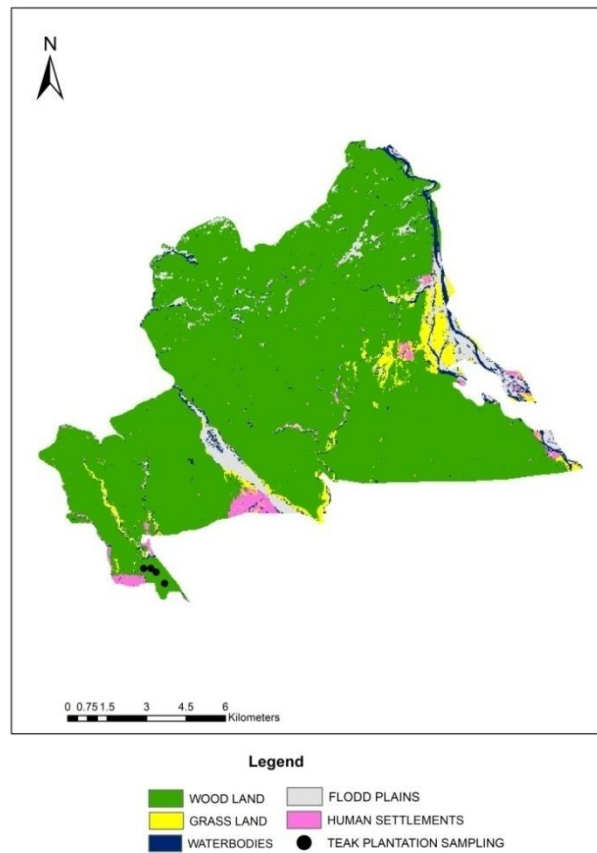 N
0 0.75 1.5 3 4.5 6
Kilometers
Legend
WOOD LAND
FLODD PLAINS
GRASS LAND
HUMAN SETTLEMENTS
WATERBODIES
TEAK PLANTATION SAMPLING